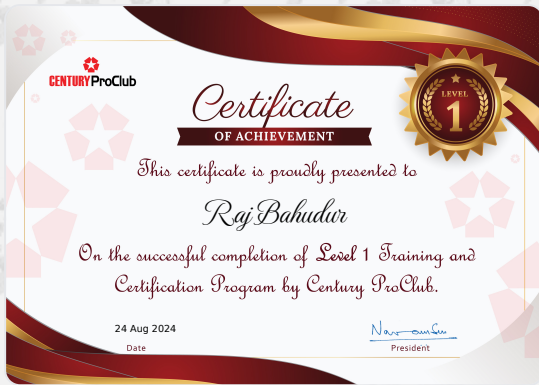 CENTURY ProClub
LEVEL
1
Certificate
OF ACHIEVEMENT
This certificate is proudly presented to
Raj Bahudur
On the successful completion of Level 1 Training and
Certification Program by Century ProClub.
24 Aug 2024
Date
President